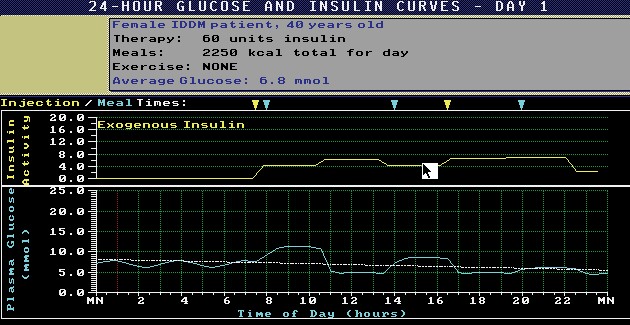 24-HOUR GLUCOSE AND INSULIN CURVES - DAY 1
Female IDDM patient, 40 years old
Therapy: 60 units insulin
Meals: 2250 kcal total for day
Exercise: NONE
Average Glucose: 6.8 mmol
Injection / Meal Times:
Insulin Activity
20.0
16.0
12.0
8.0
4.0
0.0
Exogenous Insulin
Plasma Glucose (mmol)
25.0
20.0
15.0
10.0
5.0
0.0
MN 2 4 6 8 10 12 14 16 18 20 22 MN
Time of Day (hours)